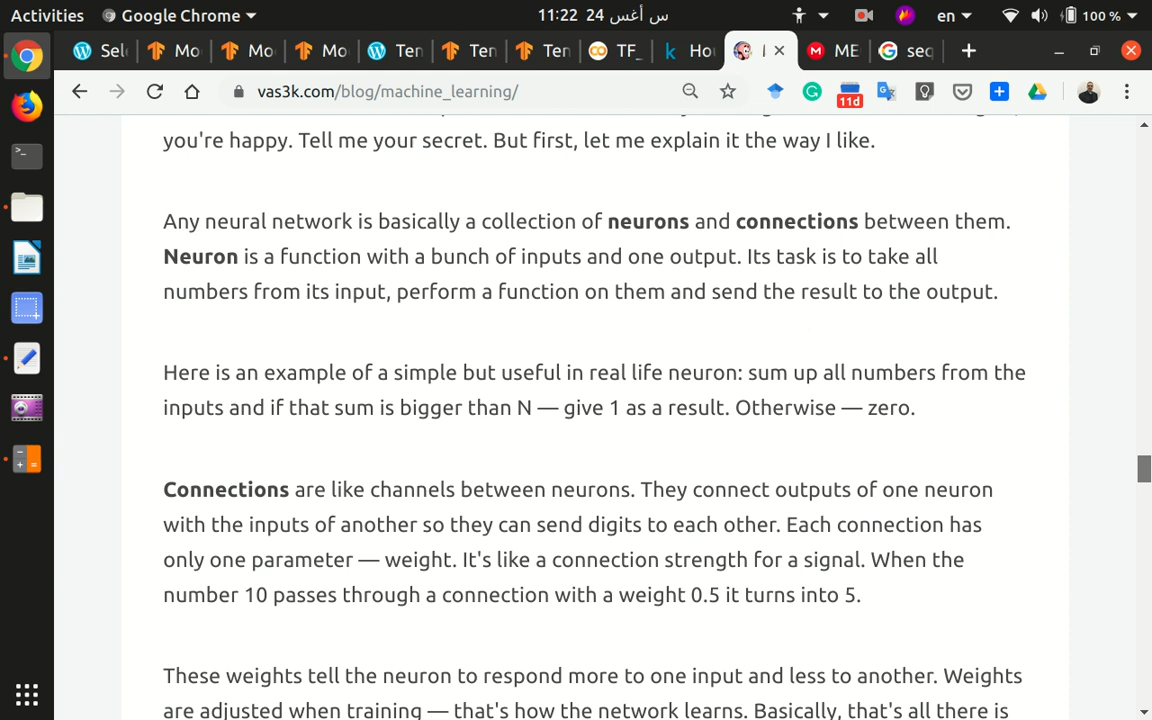 Activities Google Chrome 11:22 24 س أغس en 100 %
Sel Mo Mo Mo Ten Ten Ten TF_ Ho ME seq
vas3k.com/blog/machine_learning/ 11d
you're happy. Tell me your secret. But first, let me explain it the way I like.
Any neural network is basically a collection of neurons and connections between them.
Neuron is a function with a bunch of inputs and one output. Its task is to take all
numbers from its input, perform a function on them and send the result to the output.
Here is an example of a simple but useful in real life neuron: sum up all numbers from the
inputs and if that sum is bigger than N — give 1 as a result. Otherwise — zero.
Connections are like channels between neurons. They connect outputs of one neuron
with the inputs of another so they can send digits to each other. Each connection has
only one parameter — weight. It's like a connection strength for a signal. When the
number 10 passes through a connection with a weight 0.5 it turns into 5.
These weights tell the neuron to respond more to one input and less to another. Weights
are adjusted when training — that's how the network learns. Basically, that's all there is